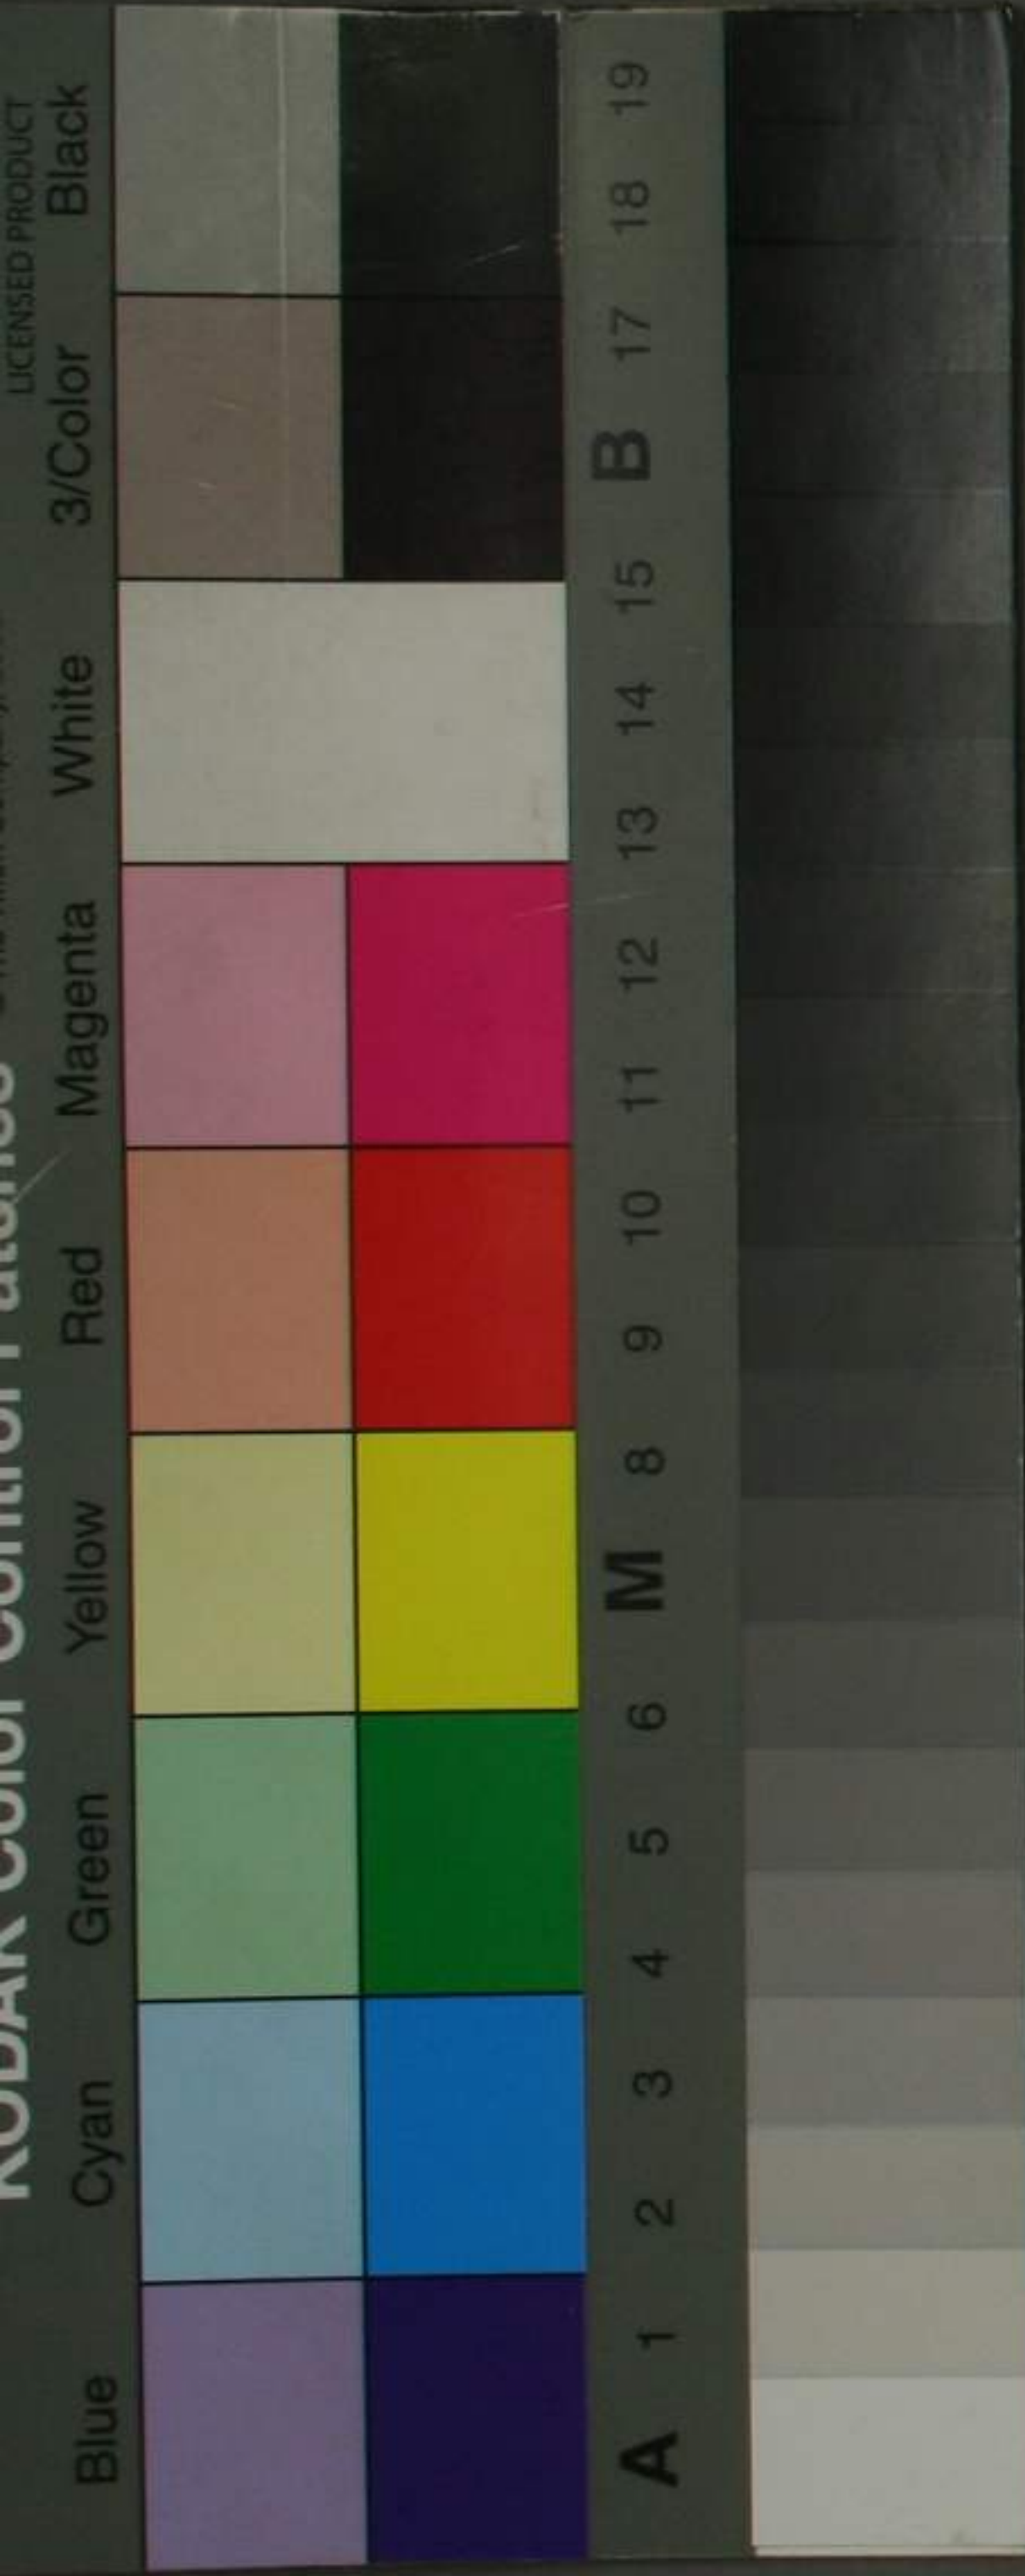 KODAK Color Control Patches
LICENSED PRODUCT
Blue Cyan Green Yellow Red Magenta White 3/Color Black
A 1 2 3 4 5 6 M 8 9 10 11 12 13 14 15 B 17 18 19